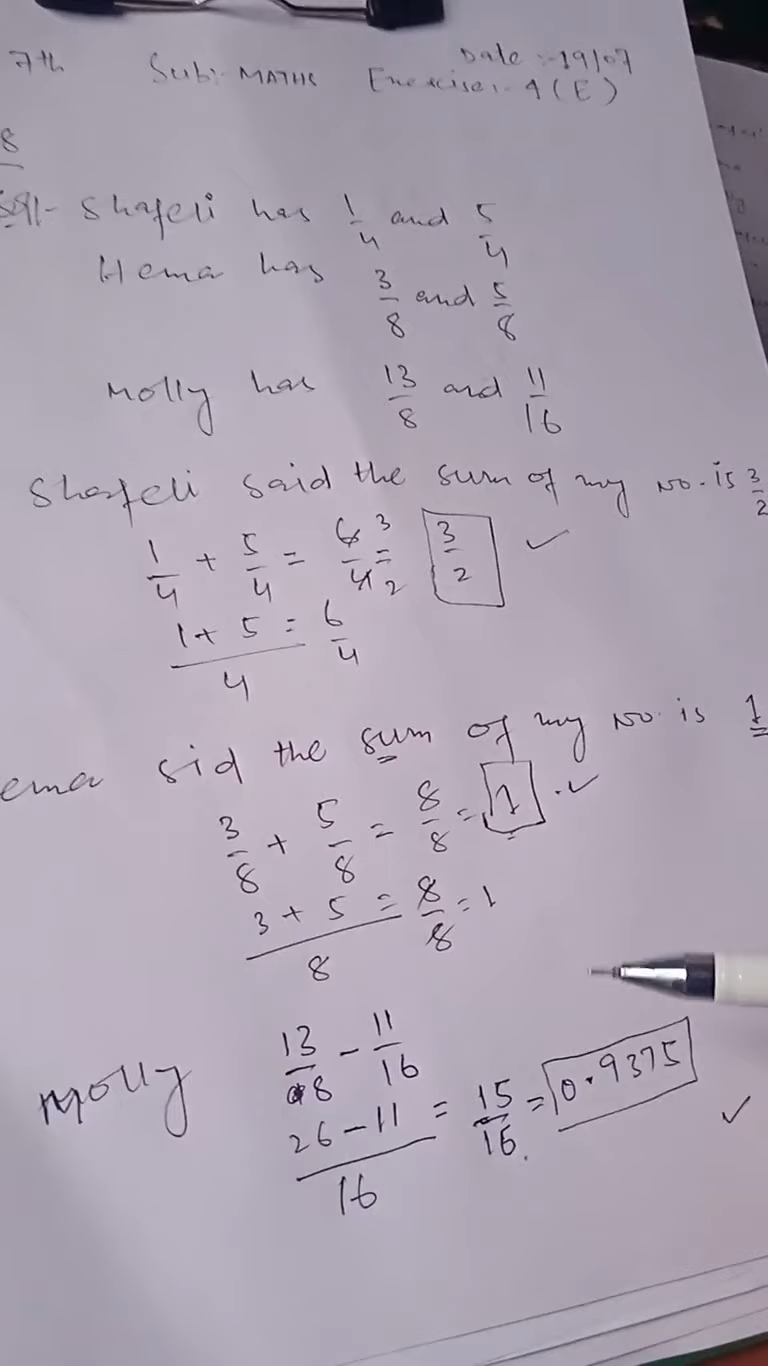 7th Sub:- MATHS Date :- 19/07
Exercise:- 4 (E)
8
Sol- Shafeli has 1/4 and 5/4
Hema has 3/8 and 5/8
Molly has 13/8 and 11/16
Shafeli said the sum of my No. is 3/2
1/4 + 5/4 = 6/4 3/2 = 3/2 ✓
1 + 5 / 4 = 6/4
ema sid the sum of my No. is 1
3/8 + 5/8 = 8/8 = 1 . ✓
3 + 5 / 8 = 8/8 = 1
Molly 13/8 - 11/16
26 - 11 / 16 = 15/16 = 0.9375 ✓